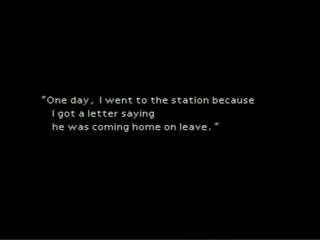 "One day, I went to the station because
I got a letter saying
he was coming home on leave."